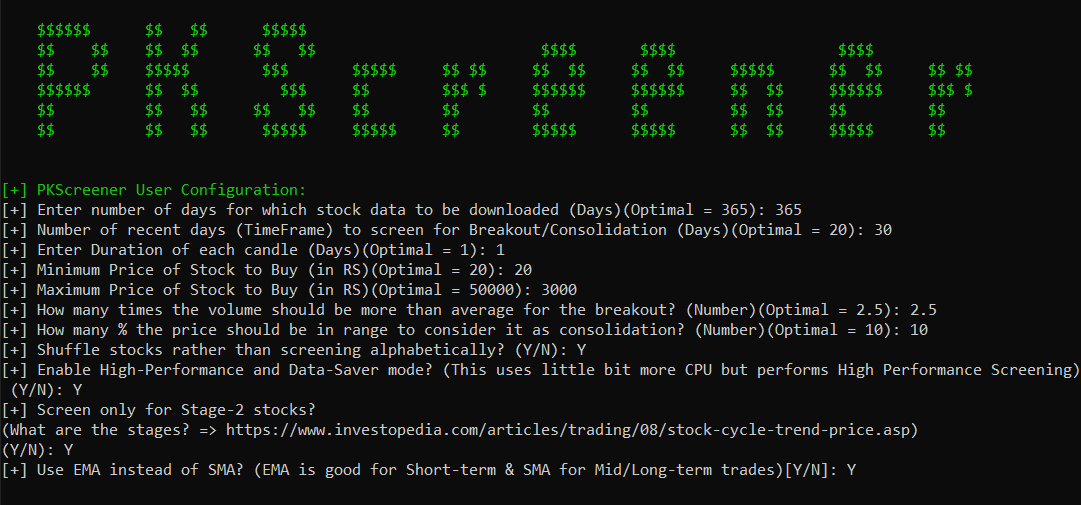 PKScreener
[+] PKScreener User Configuration:
[+] Enter number of days for which stock data to be downloaded (Days)(Optimal = 365): 365
[+] Number of recent days (TimeFrame) to screen for Breakout/Consolidation (Days)(Optimal = 20): 30
[+] Enter Duration of each candle (Days)(Optimal = 1): 1
[+] Minimum Price of Stock to Buy (in RS)(Optimal = 20): 20
[+] Maximum Price of Stock to Buy (in RS)(Optimal = 50000): 3000
[+] How many times the volume should be more than average for the breakout? (Number)(Optimal = 2.5): 2.5
[+] How many % the price should be in range to consider it as consolidation? (Number)(Optimal = 10): 10
[+] Shuffle stocks rather than screening alphabetically? (Y/N): Y
[+] Enable High-Performance and Data-Saver mode? (This uses little bit more CPU but performs High Performance Screening)
(Y/N): Y
[+] Screen only for Stage-2 stocks?
(What are the stages? => https://www.investopedia.com/articles/trading/08/stock-cycle-trend-price.asp)
(Y/N): Y
[+] Use EMA instead of SMA? (EMA is good for Short-term & SMA for Mid/Long-term trades)[Y/N]: Y